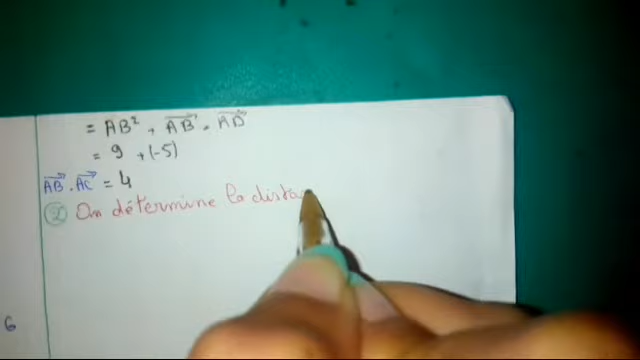 = AB² + AB⃗ . AD⃗
= 9 + (-5)
AB⃗ . AC⃗ = 4
② On détermine la dista
6